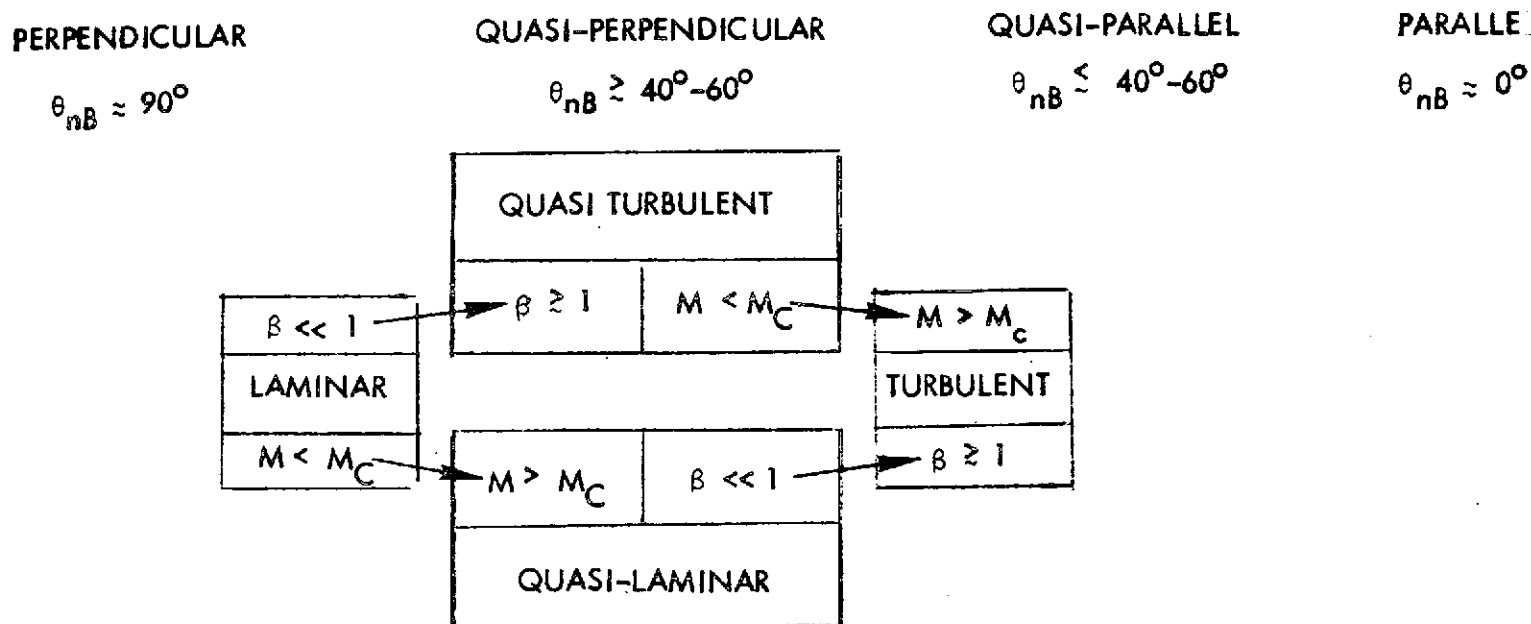 PERPENDICULAR QUASI-PERPENDICULAR QUASI-PARALLEL PARALLE
θnB ≈ 90° θnB ≳ 40°-60° θnB ≲ 40°-60° θnB ≈ 0°
QUASI TURBULENT
β << 1 β ≳ 1 M < MC M > Mc
LAMINAR TURBULENT
M < MC M > MC β << 1 β ≳ 1
QUASI-LAMINAR